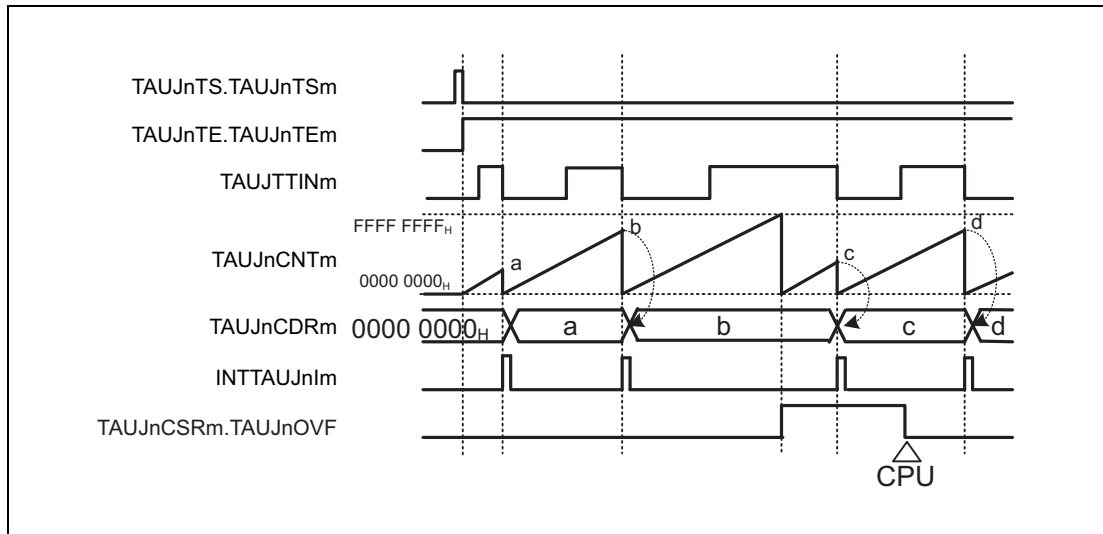 TAUJnTS.TAUJnTSm
TAUJnTE.TAUJnTEm
TAUJTTINm
FFFF FFFFH
TAUJnCNTm
0000 0000H
a
b
c
d
TAUJnCDRm
0000 0000H
a
b
c
d
INTTAUJnIm
TAUJnCSRm.TAUJnOVF
CPU